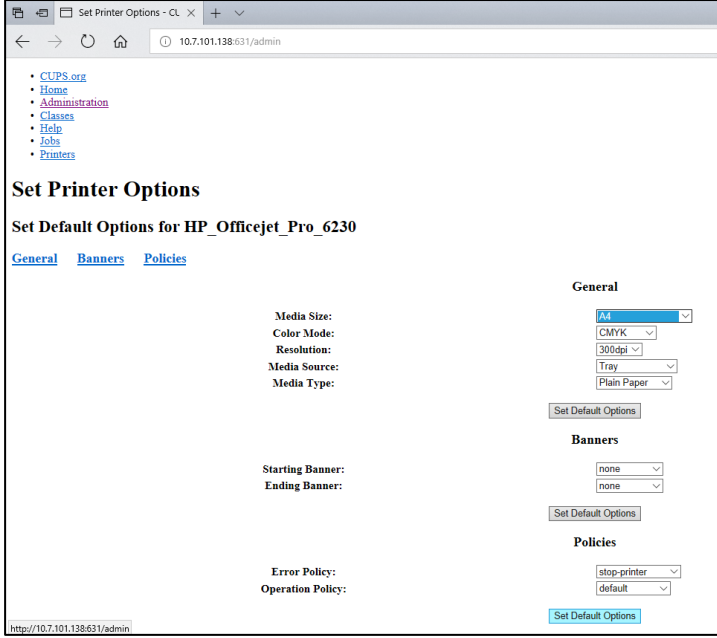 Set Printer Options - CU
10.7.101.138:631/admin
• CUPS.org
• Home
• Administration
• Classes
• Help
• Jobs
• Printers
Set Printer Options
Set Default Options for HP_Officejet_Pro_6230
General Banners Policies
General
Media Size: A4
Color Mode: CMYK
Resolution: 300dpi
Media Source: Tray
Media Type: Plain Paper
Set Default Options
Banners
Starting Banner: none
Ending Banner: none
Set Default Options
Policies
Error Policy: stop-printer
Operation Policy: default
Set Default Options
http://10.7.101.138:631/admin